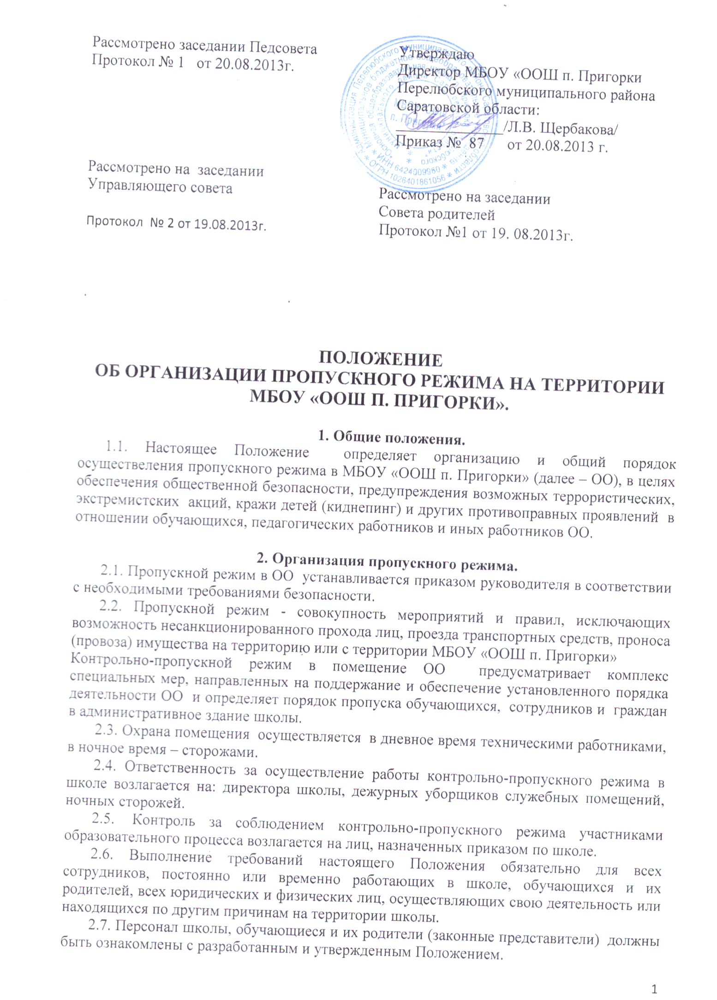 Рассмотрено заседании Педсовета
Протокол № 1 от 20.08.2013г.
Утверждаю
Директор МБОУ «ООШ п. Пригорки
Перелюбского муниципального района
Саратовской области:
/Л.В. Щербакова/
Приказ № 87 от 20.08.2013 г.
ИНН 6424009960
ОГРН 1026401861056
Рассмотрено на заседании
Управляющего совета
Протокол № 2 от 19.08.2013г.
Рассмотрено на заседании
Совета родителей
Протокол №1 от 19. 08.2013г.
ПОЛОЖЕНИЕ
ОБ ОРГАНИЗАЦИИ ПРОПУСКНОГО РЕЖИМА НА ТЕРРИТОРИИ
МБОУ «ООШ П. ПРИГОРКИ».
1. Общие положения.
1.1. Настоящее Положение определяет организацию и общий порядок
осуществеления пропускного режима в МБОУ «ООШ п. Пригорки» (далее – ОО), в целях
обеспечения общественной безопасности, предупреждения возможных террористических,
экстремистских акций, кражи детей (киднепинг) и других противоправных проявлений в
отношении обучающихся, педагогических работников и иных работников ОО.
2. Организация пропускного режима.
2.1. Пропускной режим в ОО устанавливается приказом руководителя в соответствии
с необходимыми требованиями безопасности.
2.2. Пропускной режим - совокупность мероприятий и правил, исключающих
возможность несанкционированного прохода лиц, проезда транспортных средств, проноса
(провоза) имущества на территорию или с территории МБОУ «ООШ п. Пригорки»
Контрольно-пропускной режим в помещение ОО предусматривает комплекс
специальных мер, направленных на поддержание и обеспечение установленного порядка
деятельности ОО и определяет порядок пропуска обучающихся, сотрудников и граждан
в административное здание школы.
2.3. Охрана помещения осуществляется в дневное время техническими работниками,
в ночное время – сторожами.
2.4. Ответственность за осуществление работы контрольно-пропускного режима в
школе возлагается на: директора школы, дежурных уборщиков служебных помещений,
ночных сторожей.
2.5. Контроль за соблюдением контрольно-пропускного режима участниками
образовательного процесса возлагается на лиц, назначенных приказом по школе.
2.6. Выполнение требований настоящего Положения обязательно для всех
сотрудников, постоянно или временно работающих в школе, обучающихся и их
родителей, всех юридических и физических лиц, осуществляющих свою деятельность или
находящихся по другим причинам на территории школы.
2.7. Персонал школы, обучающиеся и их родители (законные представители) должны
быть ознакомлены с разработанным и утвержденным Положением.
1